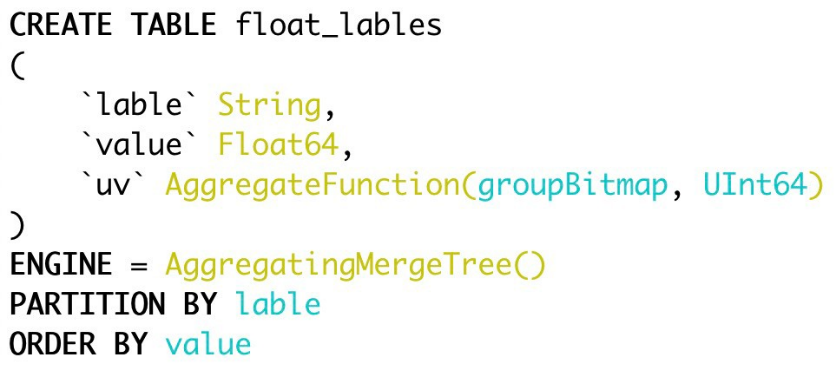 CREATE TABLE float_lables
(
    `lable` String,
    `value` Float64,
    `uv` AggregateFunction(groupBitmap, UInt64)
)
ENGINE = AggregatingMergeTree()
PARTITION BY lable
ORDER BY value